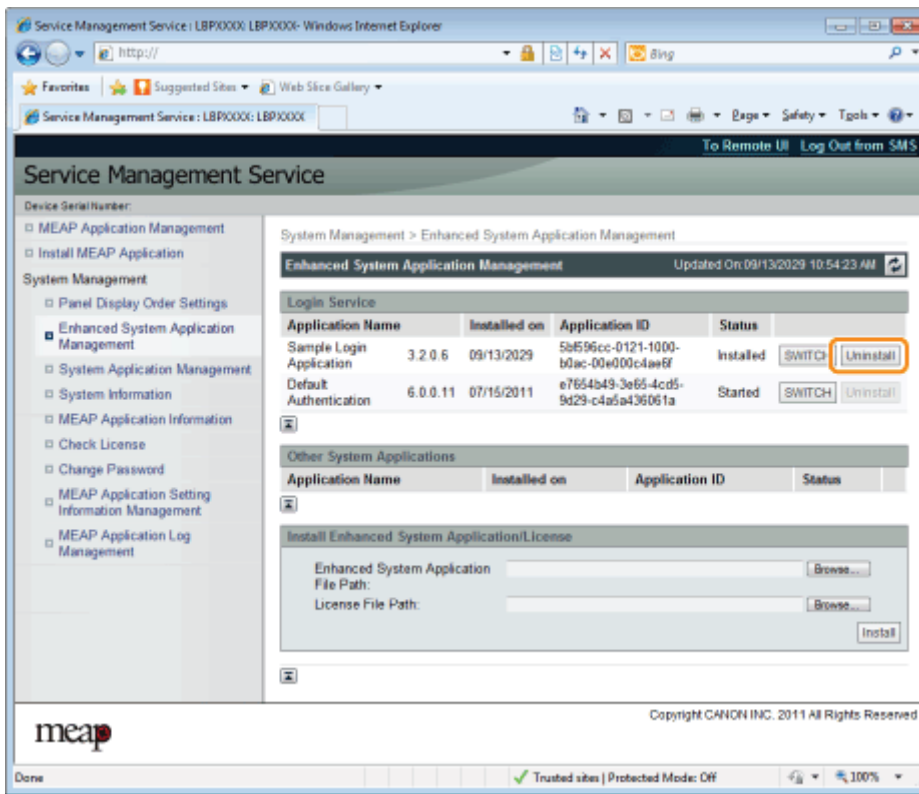 Service Management Service : LBPXXXX: LBPXXXX- Windows Internet Explorer
http://
Bing
Favorites Suggested Sites Web Slice Gallery
Service Management Service : LBPXXXX: LBPXXXX
Page Safety Tools
To Remote UI Log Out from SMS
Service Management Service
Device Serial Number:
MEAP Application Management
Install MEAP Application
System Management
Panel Display Order Settings
Enhanced System Application
Management
System Application Management
System Information
MEAP Application Information
Check License
Change Password
MEAP Application Setting
Information Management
MEAP Application Log
Management
System Management > Enhanced System Application Management
Enhanced System Application Management Updated On:09/13/2029 10:54:23 AM
Login Service
Application Name Installed on Application ID Status
Sample Login
Application 3.2.0.6 09/13/2029 5bf596cc-0121-1000-
b0ac-00e000c4ae6f Installed SWITCH Uninstall
Default
Authentication 6.0.0.11 07/15/2011 e7654b49-3e65-4cd5-
9d29-c4a5a436061a Started SWITCH Uninstall
Other System Applications
Application Name Installed on Application ID Status
Install Enhanced System Application/License
Enhanced System Application
File Path: Browse...
License File Path: Browse...
Install
Copyright CANON INC. 2011 All Rights Reserved
meap
Done Trusted sites | Protected Mode: Off 100%